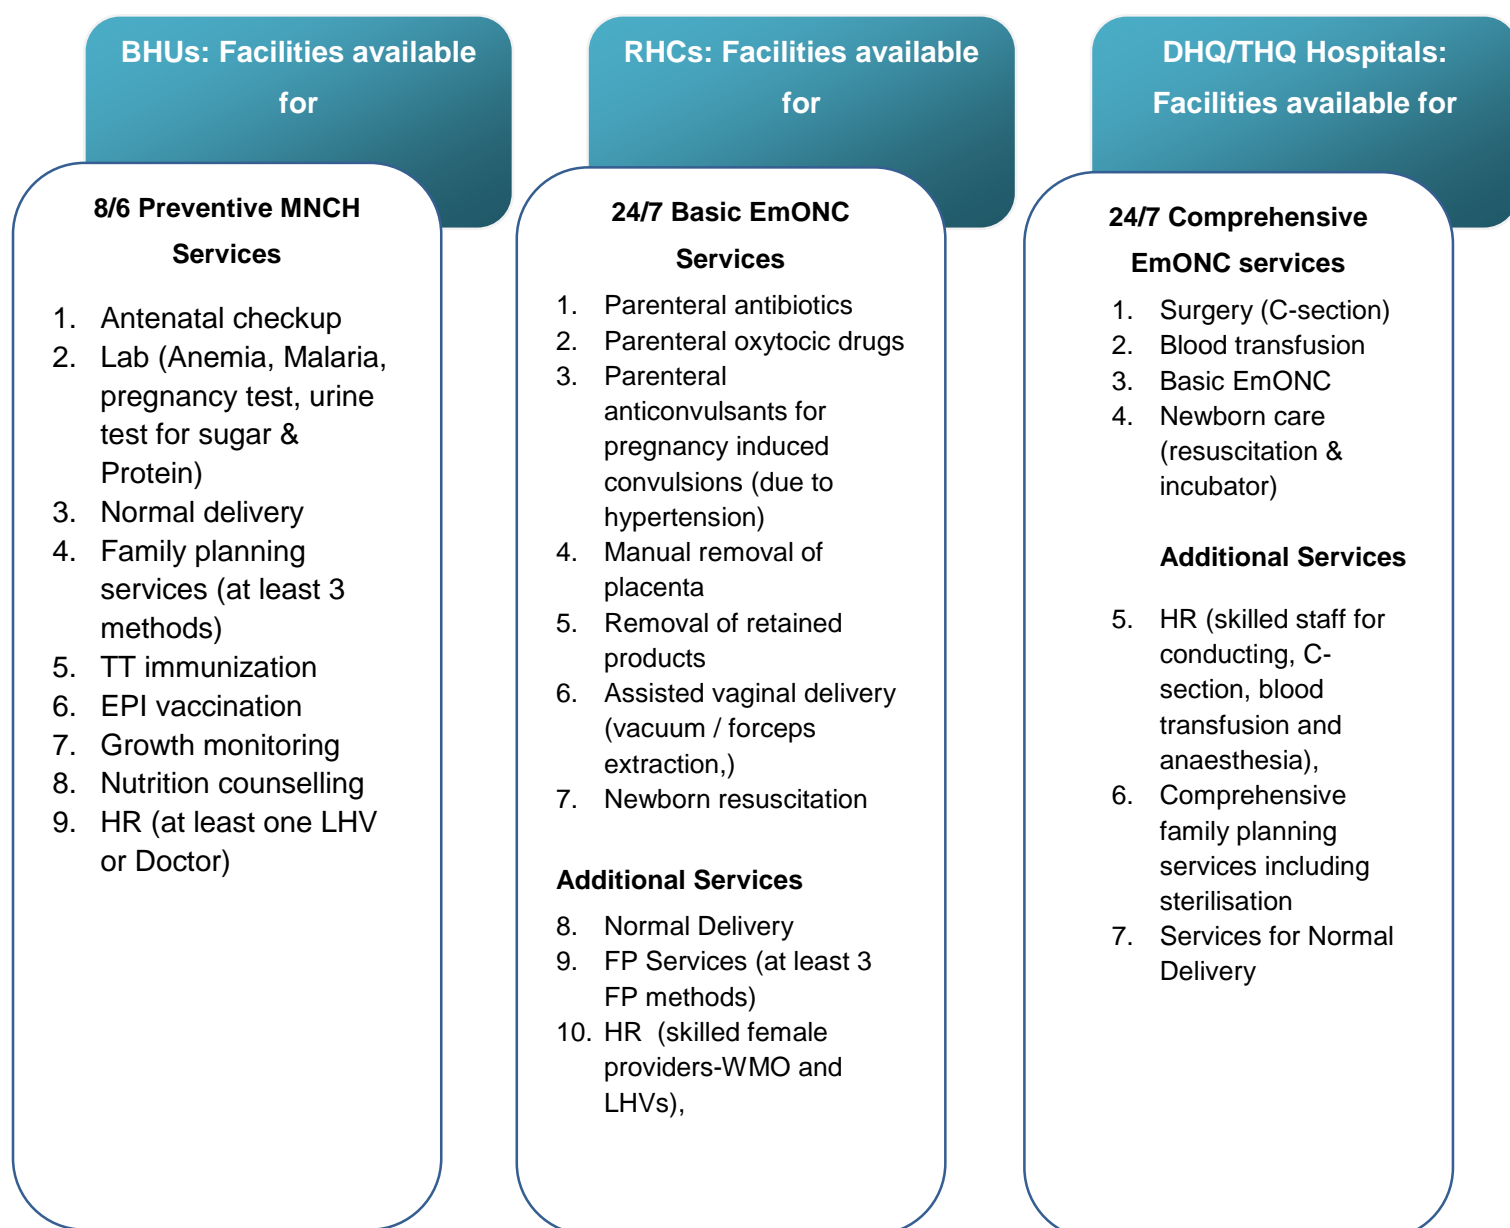 BHUs: Facilities available
for
8/6 Preventive MNCH
Services
1. Antenatal checkup
2. Lab (Anemia, Malaria,
pregnancy test, urine
test for sugar &
Protein)
3. Normal delivery
4. Family planning
services (at least 3
methods)
5. TT immunization
6. EPI vaccination
7. Growth monitoring
8. Nutrition counselling
9. HR (at least one LHV
or Doctor)
RHCs: Facilities available
for
24/7 Basic EmONC
Services
1. Parenteral antibiotics
2. Parenteral oxytocic drugs
3. Parenteral
anticonvulsants for
pregnancy induced
convulsions (due to
hypertension)
4. Manual removal of
placenta
5. Removal of retained
products
6. Assisted vaginal delivery
(vacuum / forceps
extraction,)
7. Newborn resuscitation
Additional Services
8. Normal Delivery
9. FP Services (at least 3
FP methods)
10. HR (skilled female
providers-WMO and
LHVs),
DHQ/THQ Hospitals:
Facilities available for
24/7 Comprehensive
EmONC services
1. Surgery (C-section)
2. Blood transfusion
3. Basic EmONC
4. Newborn care
(resuscitation &
incubator)
Additional Services
5. HR (skilled staff for
conducting, C-
section, blood
transfusion and
anaesthesia),
6. Comprehensive
family planning
services including
sterilisation
7. Services for Normal
Delivery